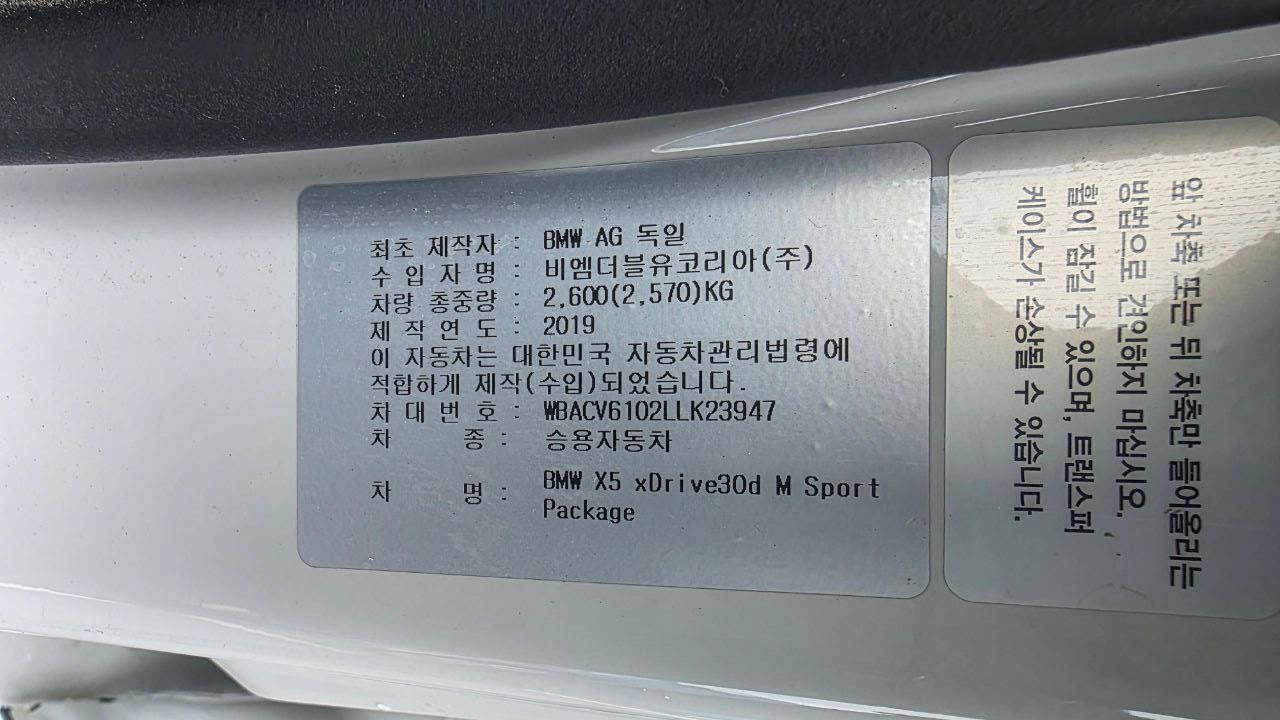 최초 제작자 : BMW AG 독일
수 입 자 명 : 비엠더블유코리아(주)
차량 총중량 : 2,600(2,570)KG
제 작 연 도 : 2019
이 자동차는 대한민국 자동차관리법령에
적합하게 제작(수입)되었습니다.
차 대 번 호 : WBACV6102LLK23947
차 종 : 승용자동차
차 명 : BMW X5 xDrive30d M Sport
Package
앞 차축 또는 뒤 차축만 들어올리는
방법으로 견인하지 마십시오.
휠이 잠길 수 있으며, 트랜스퍼
케이스가 손상될 수 있습니다.